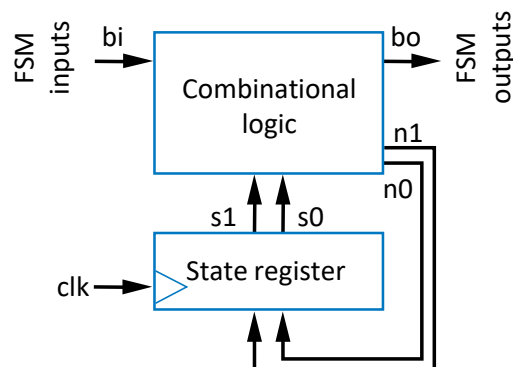 FSM
inputs
bi
bo
FSM
outputs
Combinational
logic
n1
n0
s1
s0
clk
State register